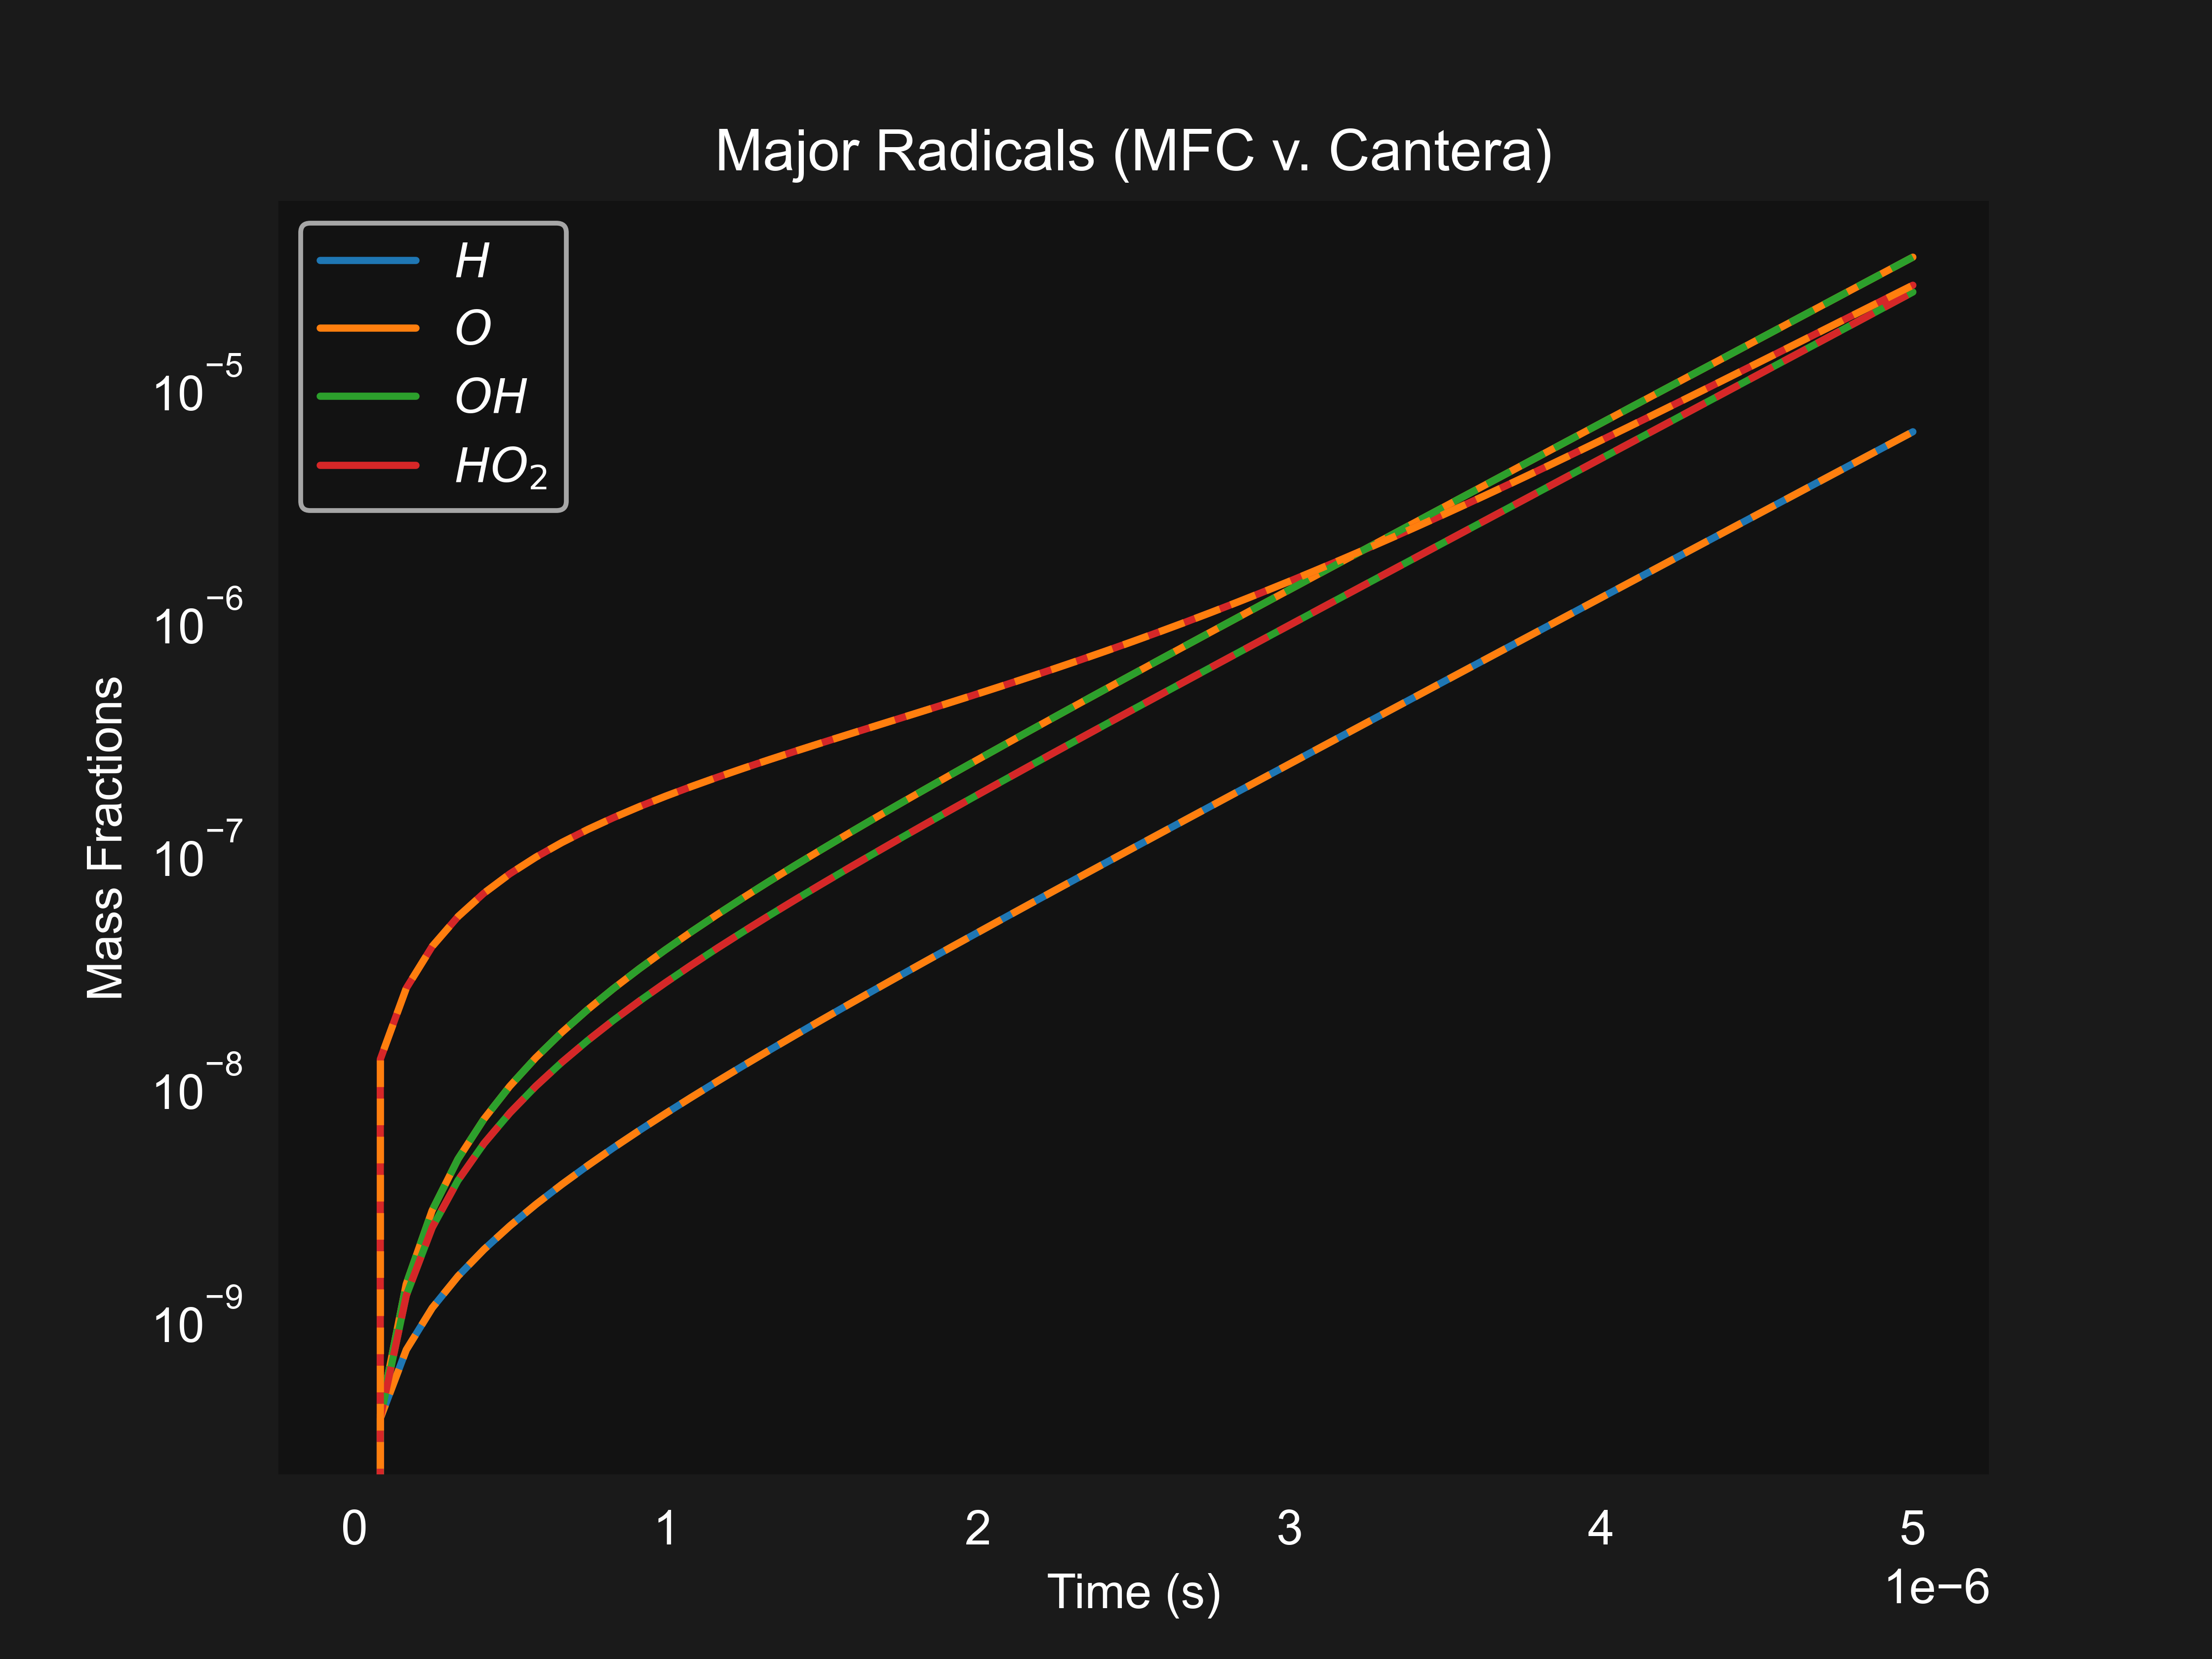 Major Radicals (MFC v. Cantera)
H
O
OH
HO₂
Mass Fractions
10⁻⁵
10⁻⁶
10⁻⁷
10⁻⁸
10⁻⁹
0 1 2 3 4 5
1e−6
Time (s)